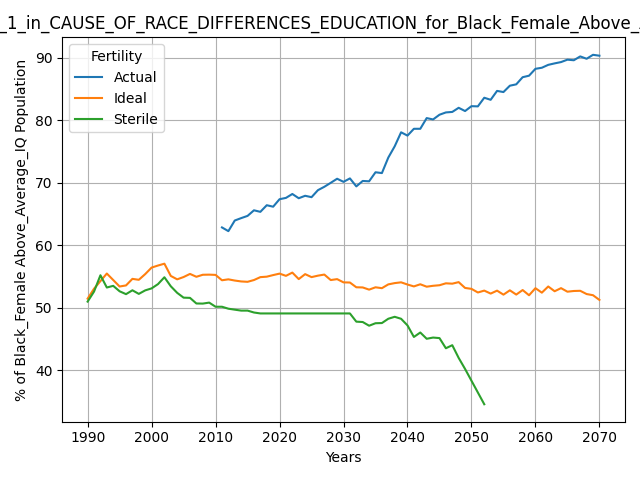 _1_in_CAUSE_OF_RACE_DIFFERENCES_EDUCATION_for_Black_Female_Above_
Fertility
Actual
Ideal
Sterile
% of Black_Female Above_Average_IQ Population
90
80
70
60
50
40
1990 2000 2010 2020 2030 2040 2050 2060 2070
Years